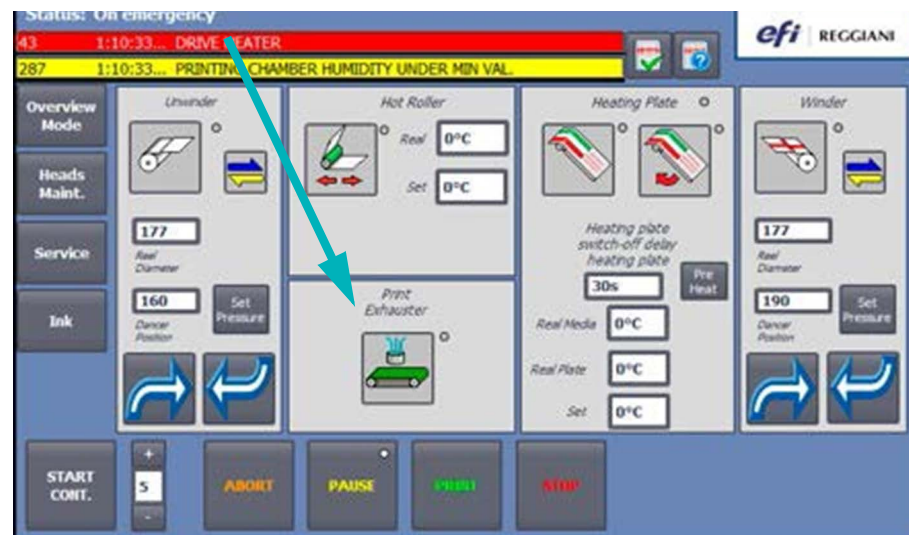 Status: On emergency
43 1:10:33... DRIVE HEATER
287 1:10:33... PRINTING CHAMBER HUMIDITY UNDER MIN VAL.
efi REGGIANI
Overview
Mode
Heads
Maint.
Service
Ink
Unwinder
177
Reel
Diameter
160
Dancer
Position
Set
Pressure
Hot Roller
Real 0°C
Set 0°C
Print
Exhauster
Heating Plate
Heating plate
switch-off delay
heating plate
30s
Pre
Heat
Real Media 0°C
Real Plate 0°C
Set 0°C
Winder
177
Reel
Diameter
190
Dancer
Position
Set
Pressure
START
CONT.
+
5
-
ABORT
PAUSE
PRINT
STOP